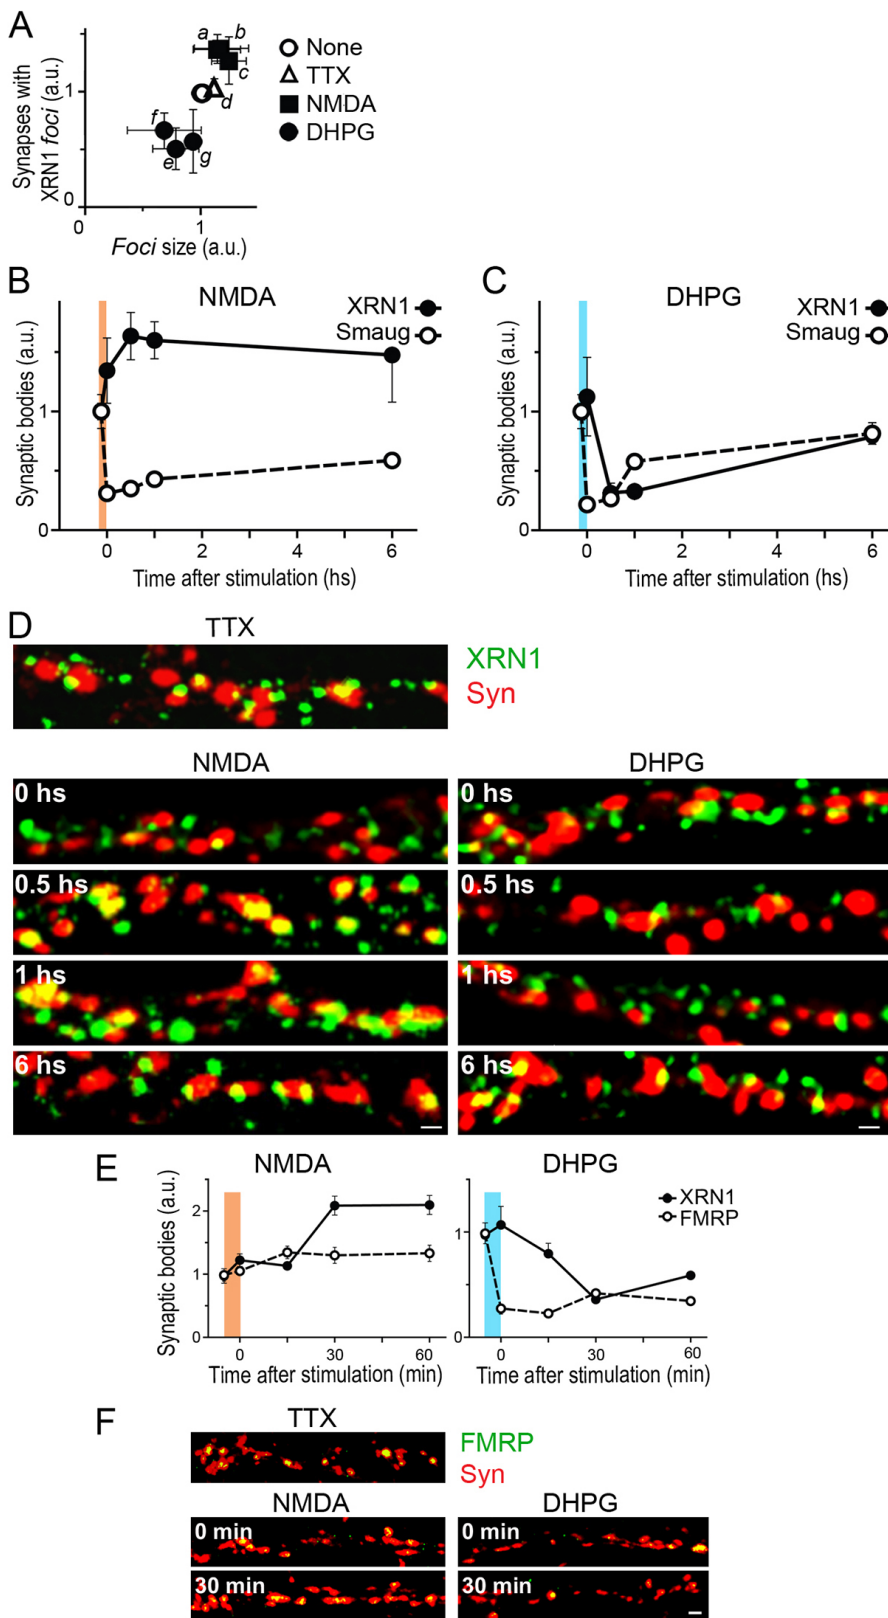 A
Synapses with
XRN1 foci (a.u.)
1
0
0
1
Foci size (a.u.)
a
b
c
d
e
f
g
None
TTX
NMDA
DHPG
B
NMDA
XRN1
Smaug
Synaptic bodies (a.u.)
1
0
0 2 4 6
Time after stimulation (hs)
C
DHPG
XRN1
Smaug
Synaptic bodies (a.u.)
1
0
0 2 4 6
Time after stimulation (hs)
D
TTX
XRN1
Syn
NMDA
DHPG
0 hs
0 hs
0.5 hs
0.5 hs
1 hs
1 hs
6 hs
6 hs
E
NMDA
DHPG
Synaptic bodies (a.u.)
2
1
0
0 30 60
Time after stimulation (min)
XRN1
FMRP
1
0
0 30 60
Time after stimulation (min)
F
TTX
FMRP
Syn
NMDA
DHPG
0 min
0 min
30 min
30 min